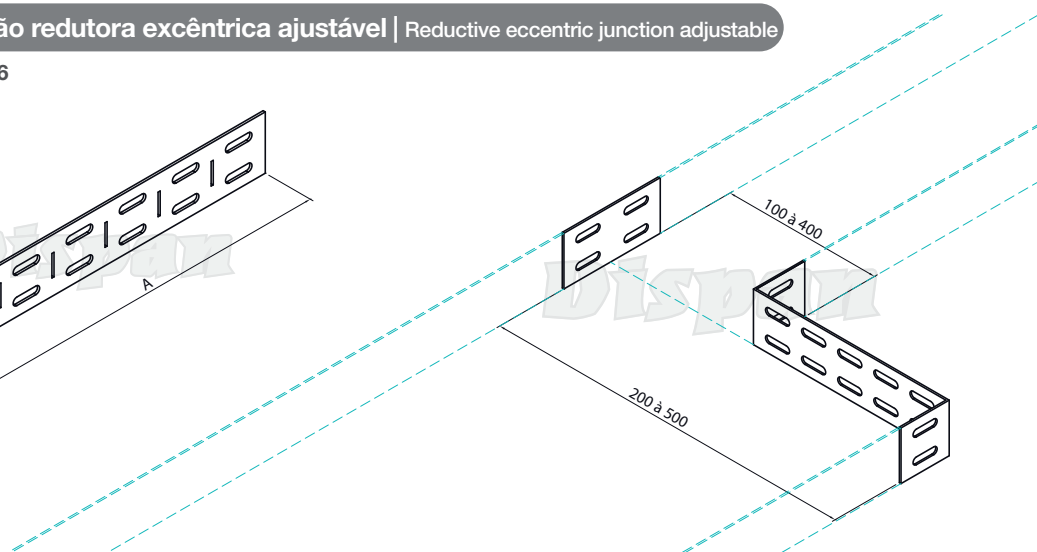 ão redutora excêntrica ajustável | Reductive eccentric junction adjustable
6
A
Dispan
100 à 400
Dispan
200 à 500